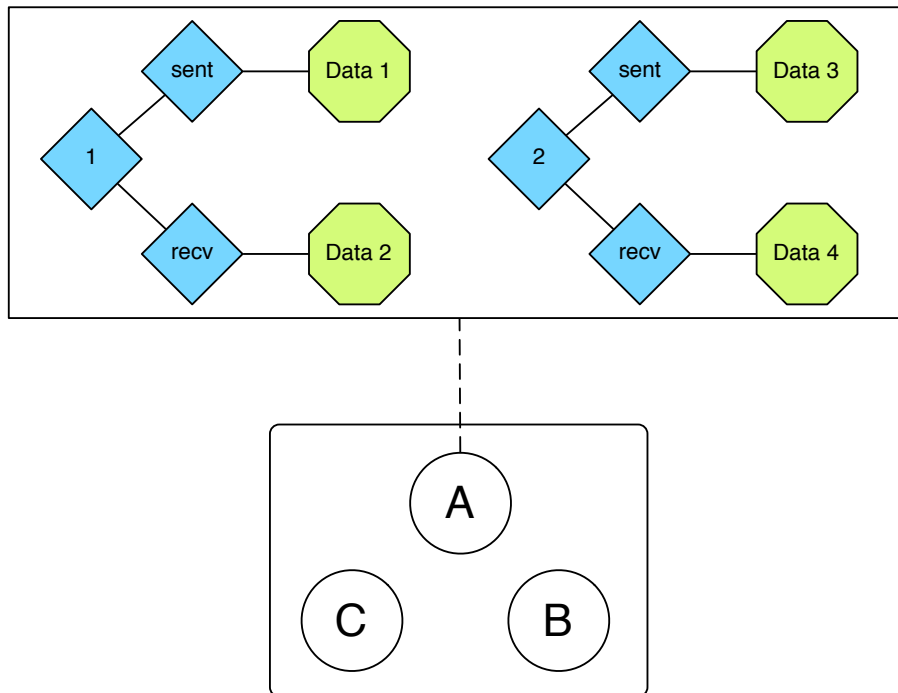 sent
Data 1
sent
Data 3
1
2
recv
Data 2
recv
Data 4
A
C
B